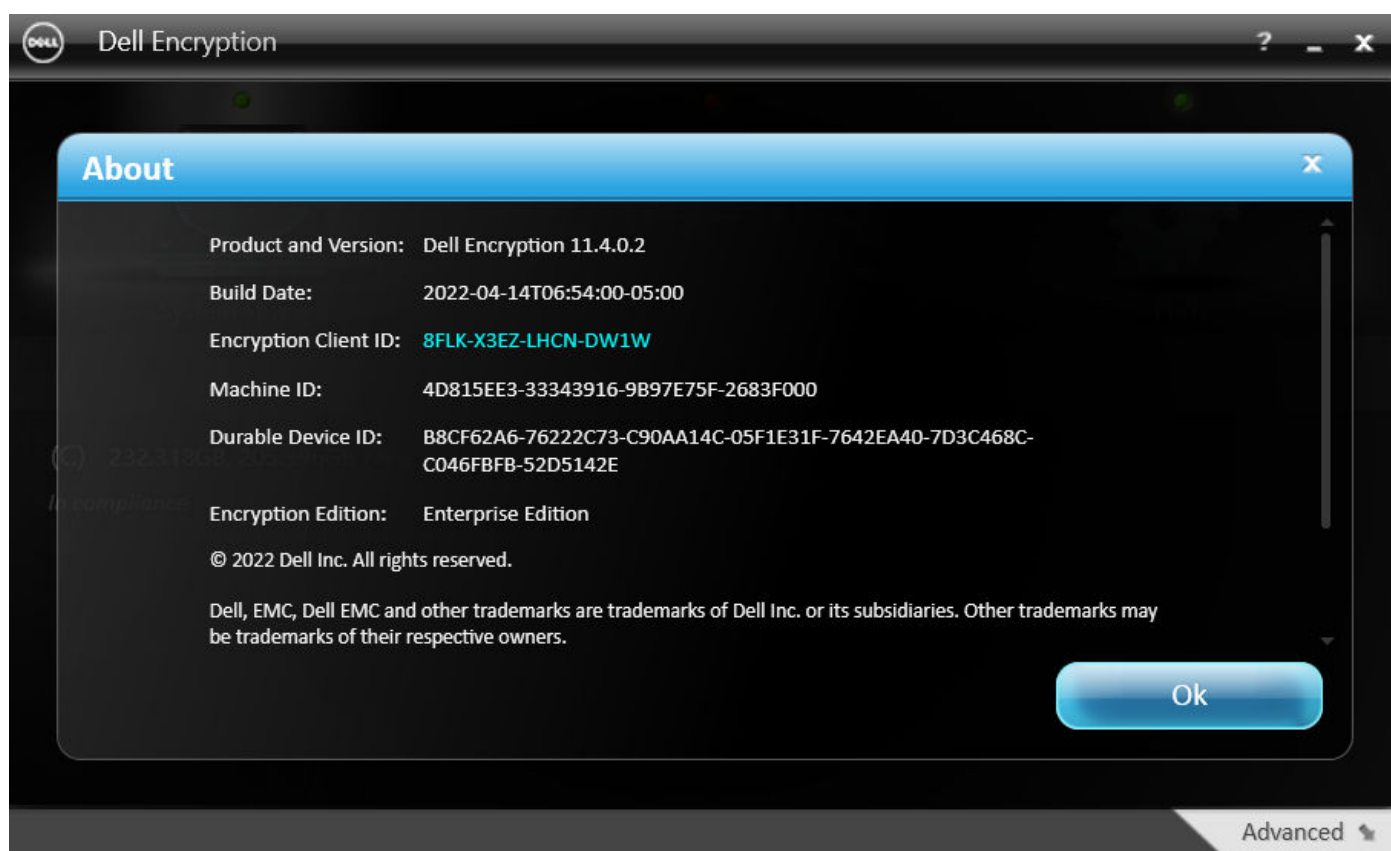 DELL
Dell Encryption
?
About
Product and Version: Dell Encryption 11.4.0.2
Build Date: 2022-04-14T06:54:00-05:00
Encryption Client ID: 8FLK-X3EZ-LHCN-DW1W
Machine ID: 4D815EE3-33343916-9B97E75F-2683F000
Durable Device ID: B8CF62A6-76222C73-C90AA14C-05F1E31F-7642EA40-7D3C468C-
C046FBFB-52D5142E
In compliance
Encryption Edition: Enterprise Edition
© 2022 Dell Inc. All rights reserved.
Dell, EMC, Dell EMC and other trademarks are trademarks of Dell Inc. or its subsidiaries. Other trademarks may
be trademarks of their respective owners.
Ok
Advanced